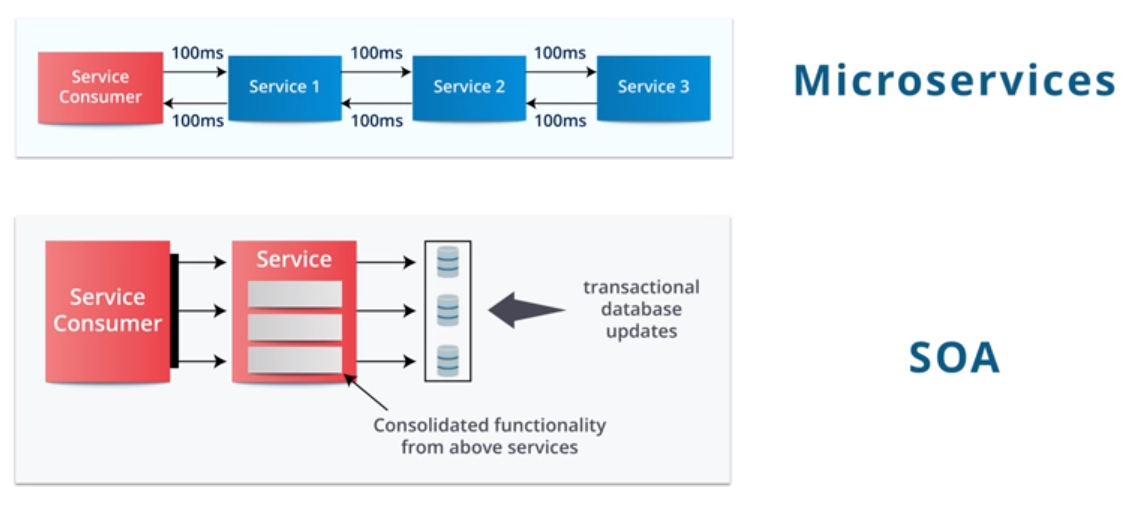 100ms 100ms 100ms
Service
Consumer
Service 1
Service 2
Service 3
100ms 100ms 100ms
Microservices
Service
Consumer
Service
transactional
database
updates
Consolidated functionality
from above services
SOA